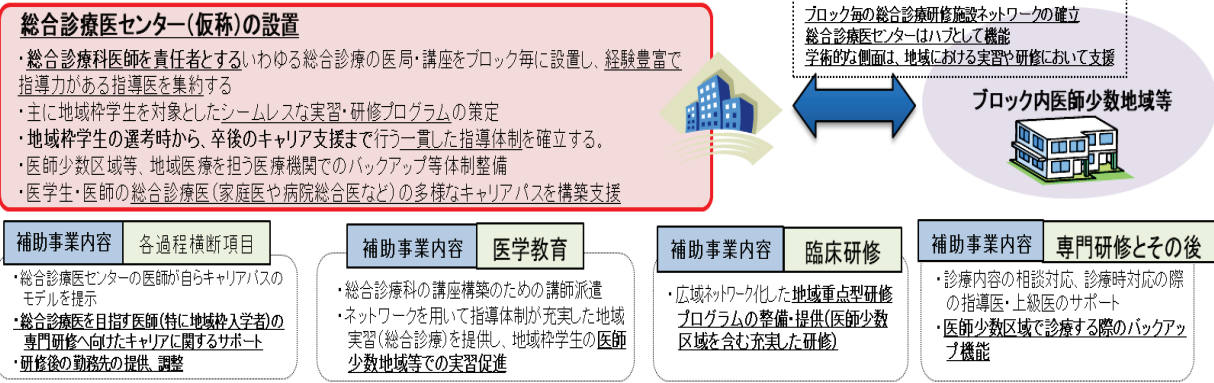 総合診療医センター(仮称)の設置
・総合診療科医師を責任者とするいわゆる総合診療の医局・講座をブロック毎に設置し、経験豊富で
指導力がある指導医を集約する
・主に地域枠学生を対象としたシームレスな実習・研修プログラムの策定
・地域枠学生の選考時から、卒後のキャリア支援まで行う一貫した指導体制を確立する。
・医師少数区域等、地域医療を担う医療機関でのバックアップ等体制整備
・医学生・医師の総合診療医(家庭医や病院総合医など)の多様なキャリアパスを構築支援
ブロック毎の総合診療研修施設ネットワークの確立
総合診療医センターはハブとして機能
学術的な側面は、地域における実習や研修において支援
ブロック内医師少数地域等
補助事業内容 各過程横断項目
・総合診療医センターの医師が自らキャリアパスの
モデルを提示
・総合診療医を目指す医師(特に地域枠入学者)の
専門研修へ向けたキャリアに関するサポート
・研修後の勤務先の提供、調整
補助事業内容 医学教育
・総合診療科の講座構築のための講師派遣
・ネットワークを用いて指導体制が充実した地域
実習(総合診療)を提供し、地域枠学生の医師
少数地域等での実習促進
補助事業内容 臨床研修
・広域ネットワーク化した地域重点型研修
プログラムの整備・提供(医師少数
区域を含む充実した研修)
補助事業内容 専門研修とその後
・診療内容の相談対応、診療時対応の際
の指導医・上級医のサポート
・医師少数区域で診療する際のバックアッ
プ機能